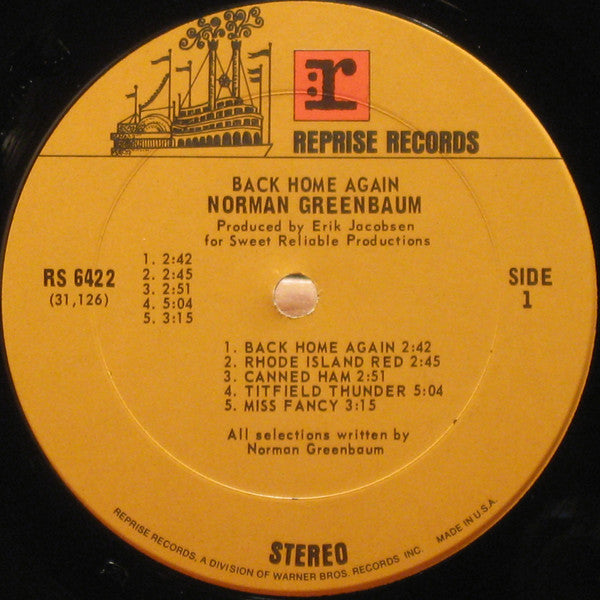 r
REPRISE RECORDS
BACK HOME AGAIN
NORMAN GREENBAUM
Produced by Erik Jacobsen
for Sweet Reliable Productions
1. 2:42
2. 2:45
3. 2:51
4. 5:04
5. 3:15
RS 6422
(31,126)
SIDE
1
1. BACK HOME AGAIN 2:42
2. RHODE ISLAND RED 2:45
3. CANNED HAM 2:51
4. TITFIELD THUNDER 5:04
5. MISS FANCY 3:15
All selections written by
Norman Greenbaum
STEREO
REPRISE RECORDS, A DIVISION OF WARNER BROS. RECORDS INC. MADE IN U.S.A.